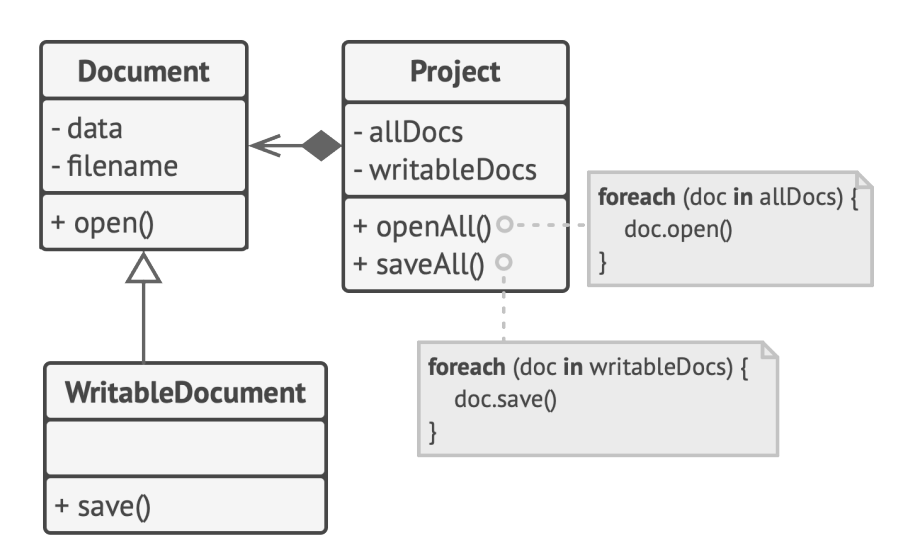 Document
- data
- filename
+ open()
Project
- allDocs
- writableDocs
+ openAll()
+ saveAll()
foreach (doc in allDocs) {
doc.open()
}
WritableDocument
+ save()
foreach (doc in writableDocs) {
doc.save()
}